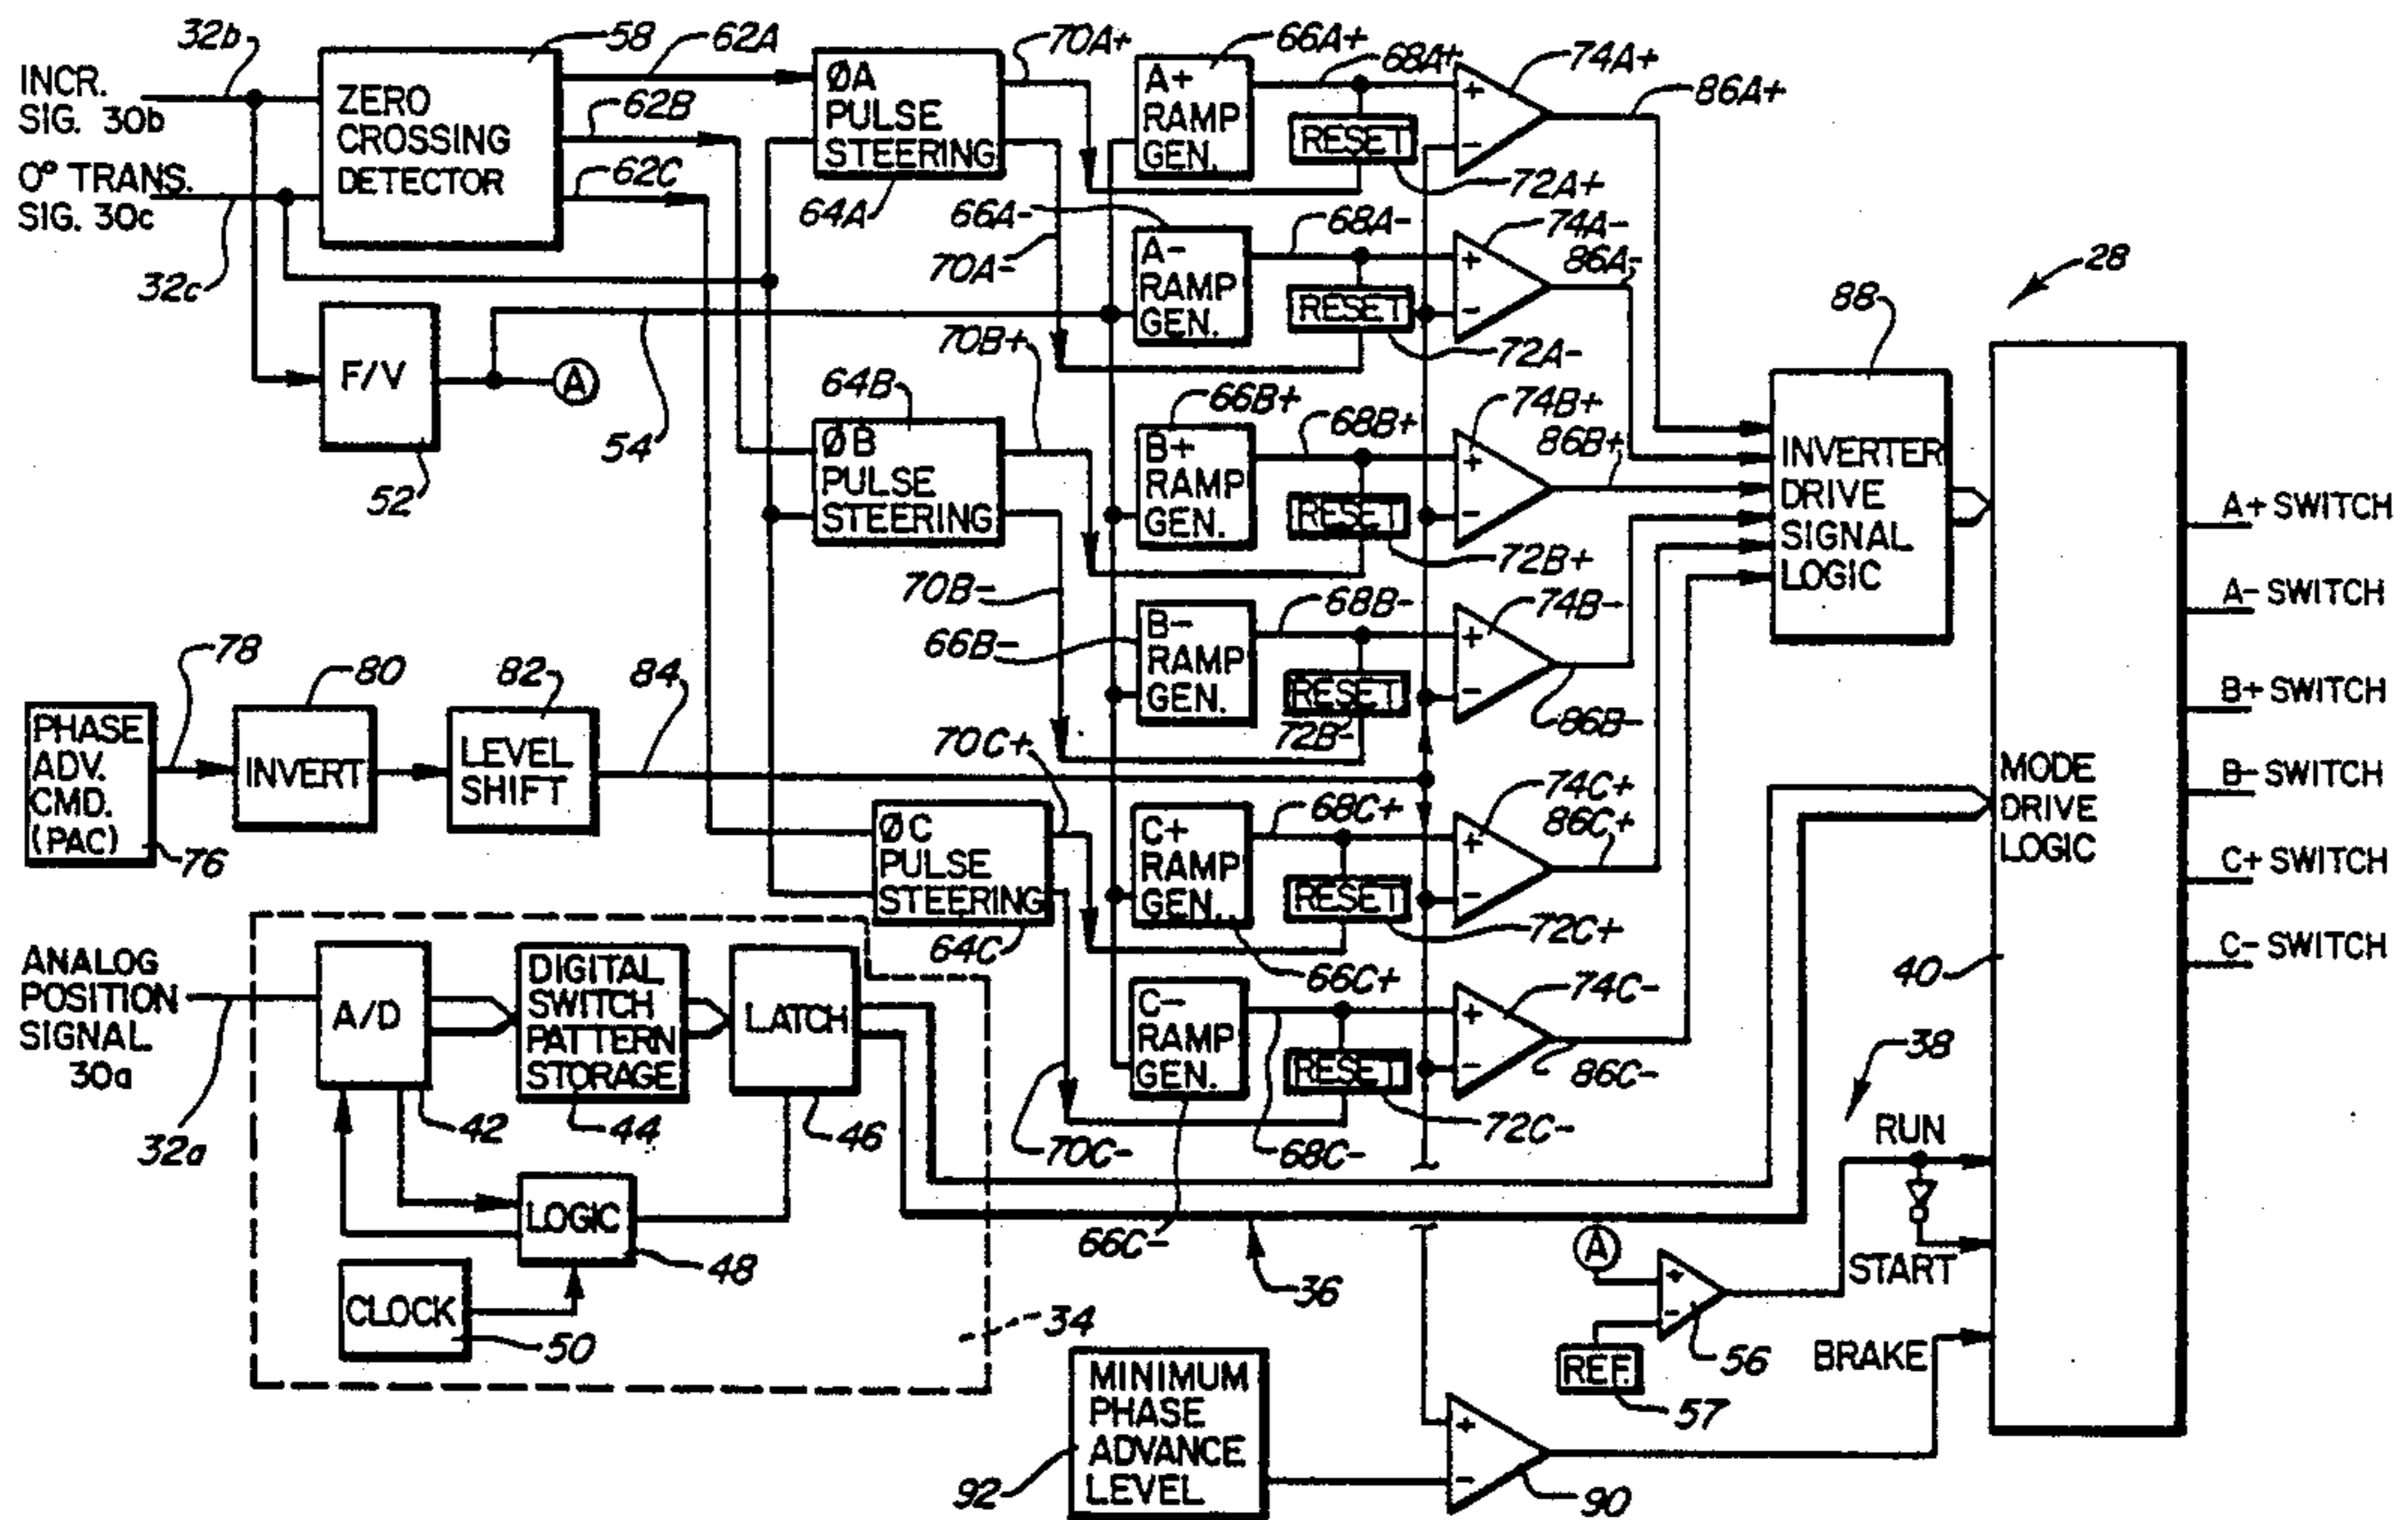 32b
58
62A
INCR.
SIG. 30b
0° TRANS.
SIG. 30c
32c
ZERO
CROSSING
DETECTOR
62B
62C
ØA
PULSE
STEERING
64A
70A+
70A-
66A+
A+
RAMP
GEN.
68A+
RESET
72A+
+
-
74A+
86A+
66A-
A-
RAMP
GEN.
68A-
RESET
72A-
+
-
74A-
86A-
28
88
F/V
52
A
54
64B
ØB
PULSE
STEERING
70B+
70B-
66B+
B+
RAMP
GEN.
68B+
RESET
72B+
+
-
74B+
86B+
66B-
B-
RAMP
GEN.
68B-
RESET
72B-
+
-
74B-
86B-
INVERTER
DRIVE
SIGNAL
LOGIC
A+ SWITCH
A- SWITCH
B+ SWITCH
B- SWITCH
C+ SWITCH
C- SWITCH
MODE
DRIVE
LOGIC
40
PHASE
ADV.
CMD.
(PAC)
76
78
80
INVERT
82
LEVEL
SHIFT
84
ØC
PULSE
STEERING
64C
70C+
70C-
C+
RAMP
GEN.
66C+
68C+
RESET
72C+
+
-
74C+
86C+
C-
RAMP
GEN.
66C-
68C-
RESET
72C-
+
-
74C-
86C-
ANALOG
POSITION
SIGNAL
30a
32a
A/D
42
DIGITAL
SWITCH
PATTERN
STORAGE
44
LATCH
46
LOGIC
48
CLOCK
50
34
36
38
RUN
START
BRAKE
A
+
-
56
REF.
57
MINIMUM
PHASE
ADVANCE
LEVEL
92
+
-
90